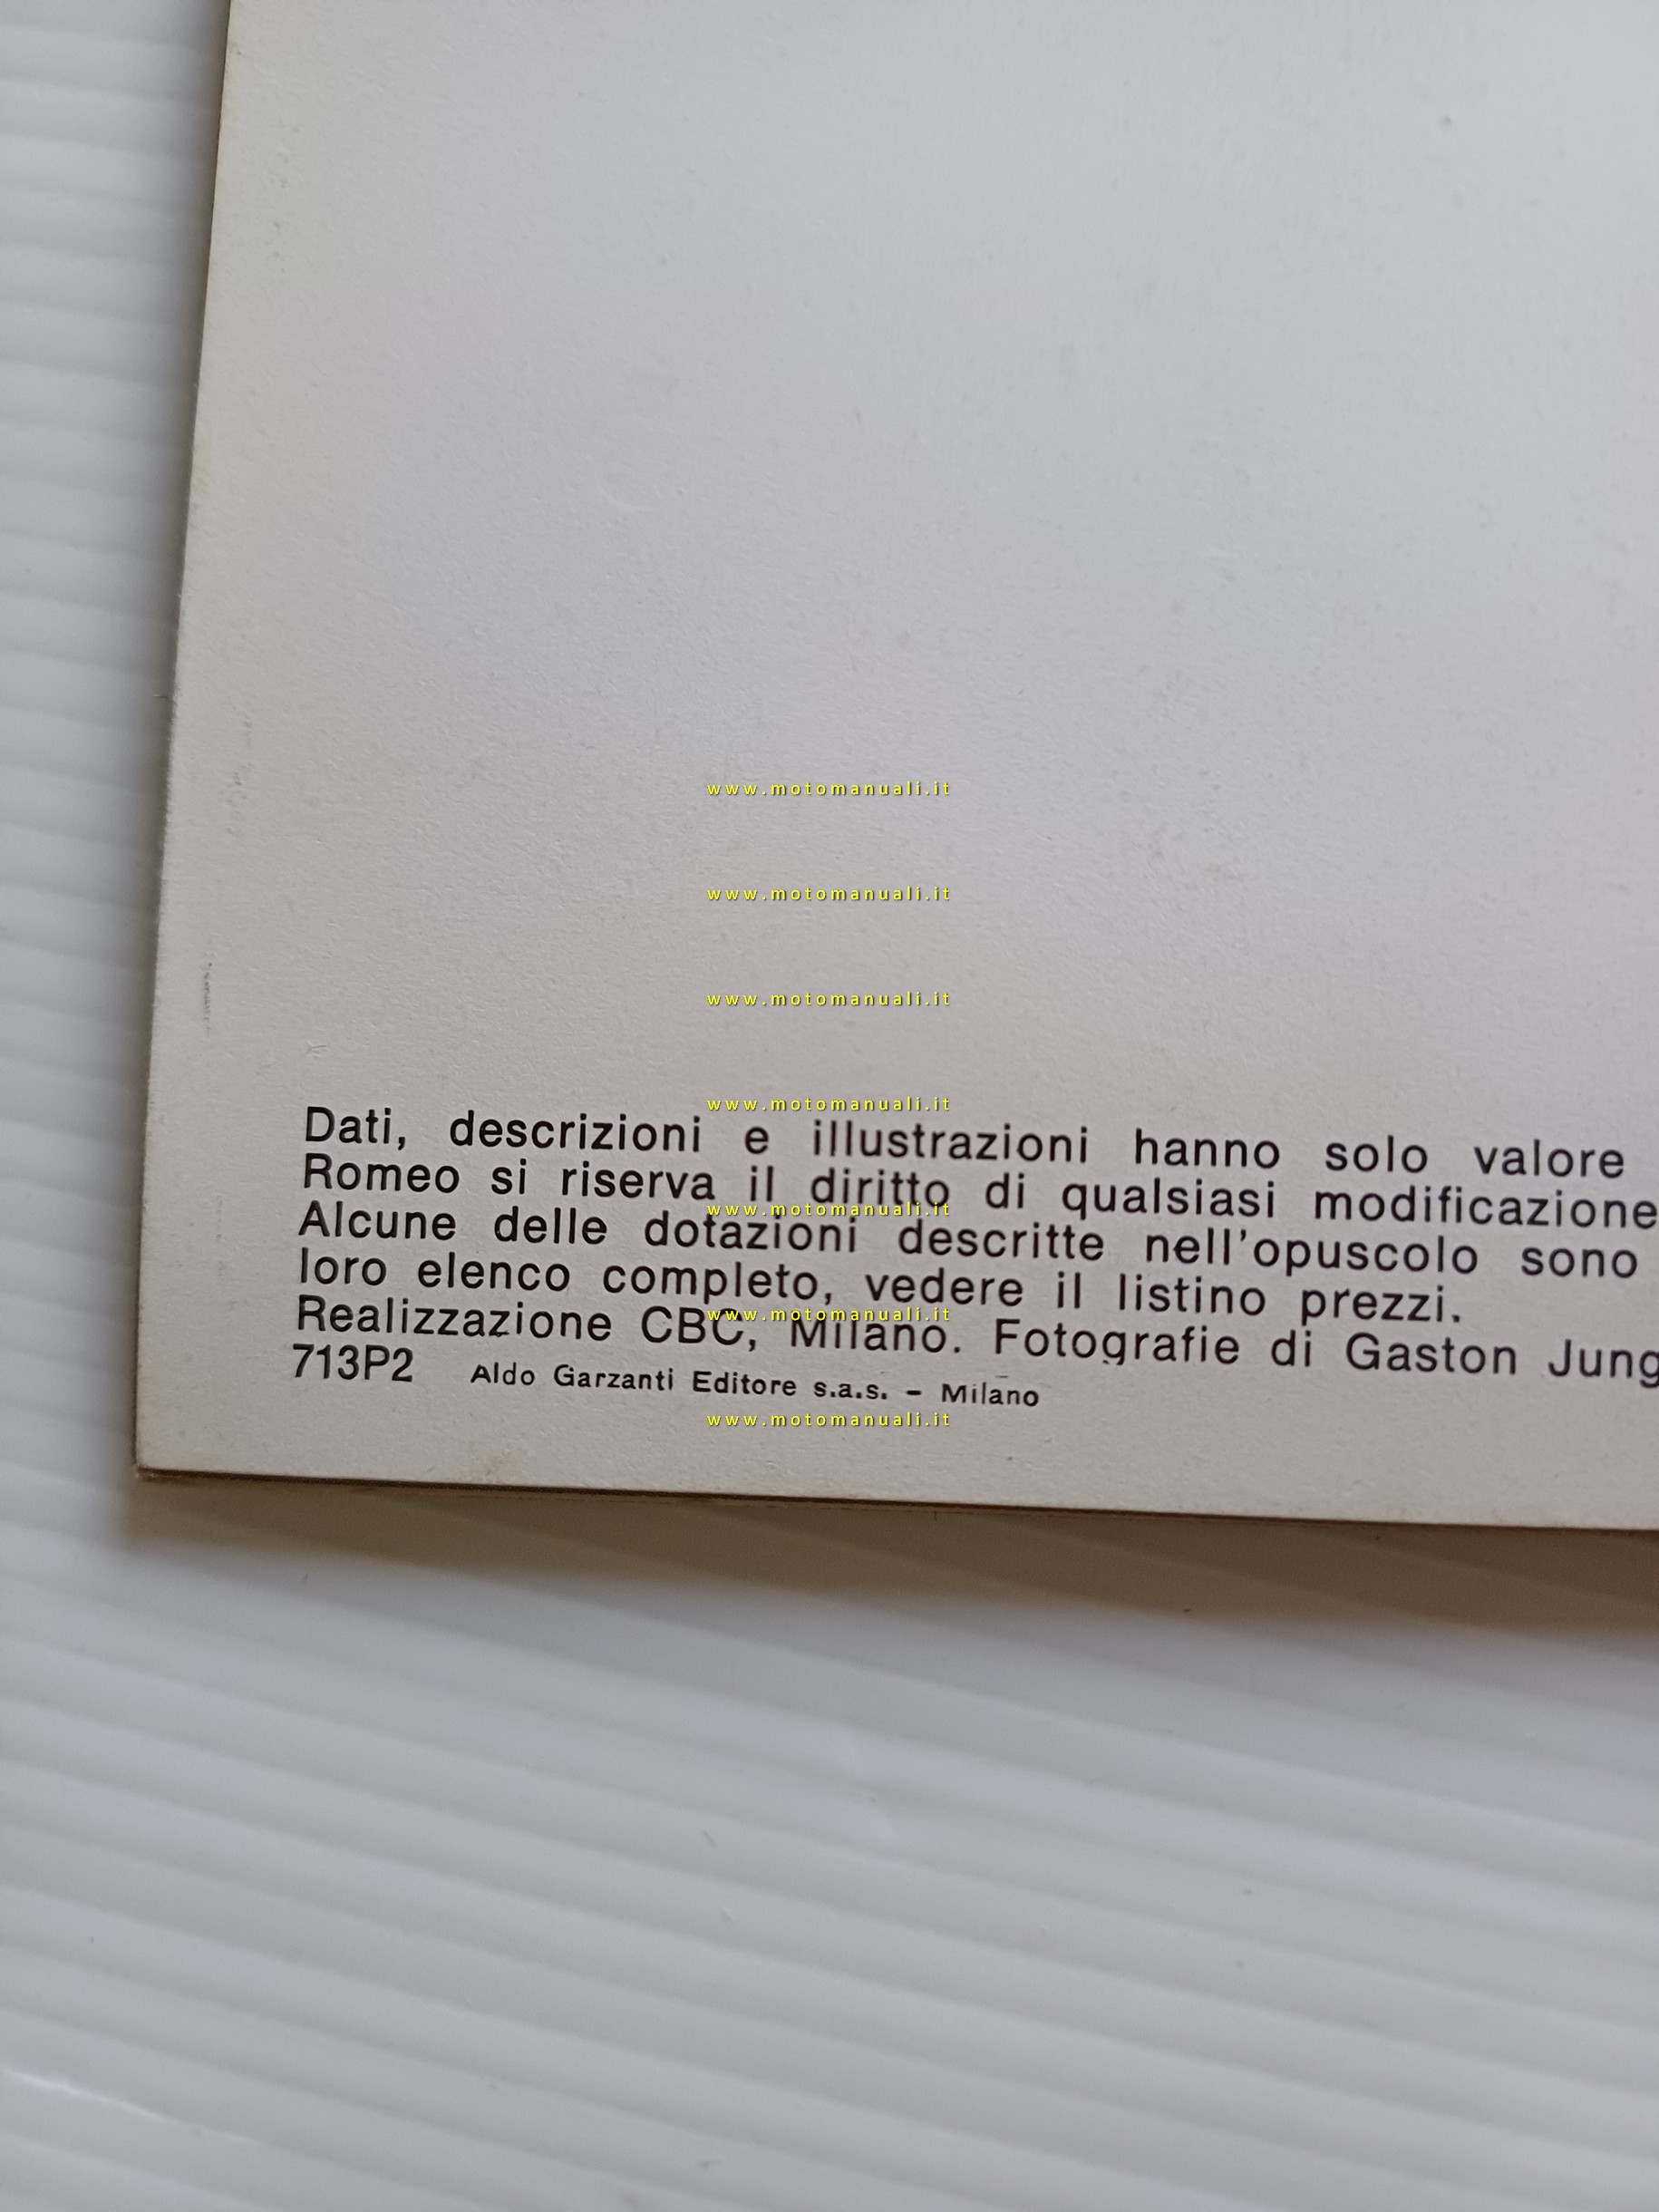 www.motomanuali.it
www.motomanuali.it
www.motomanuali.it
www.motomanuali.it
Dati, descrizioni e illustrazioni hanno solo valore
Romeo si riserva il diritto di qualsiasi modificazione
www.motomanuali.it
Alcune delle dotazioni descritte nell'opuscolo sono
loro elenco completo, vedere il listino prezzi.
www.motomanuali.it
Realizzazione CBC, Milano. Fotografie di Gaston Jung
713P2 Aldo Garzanti Editore s.a.s. – Milano
www.motomanuali.it